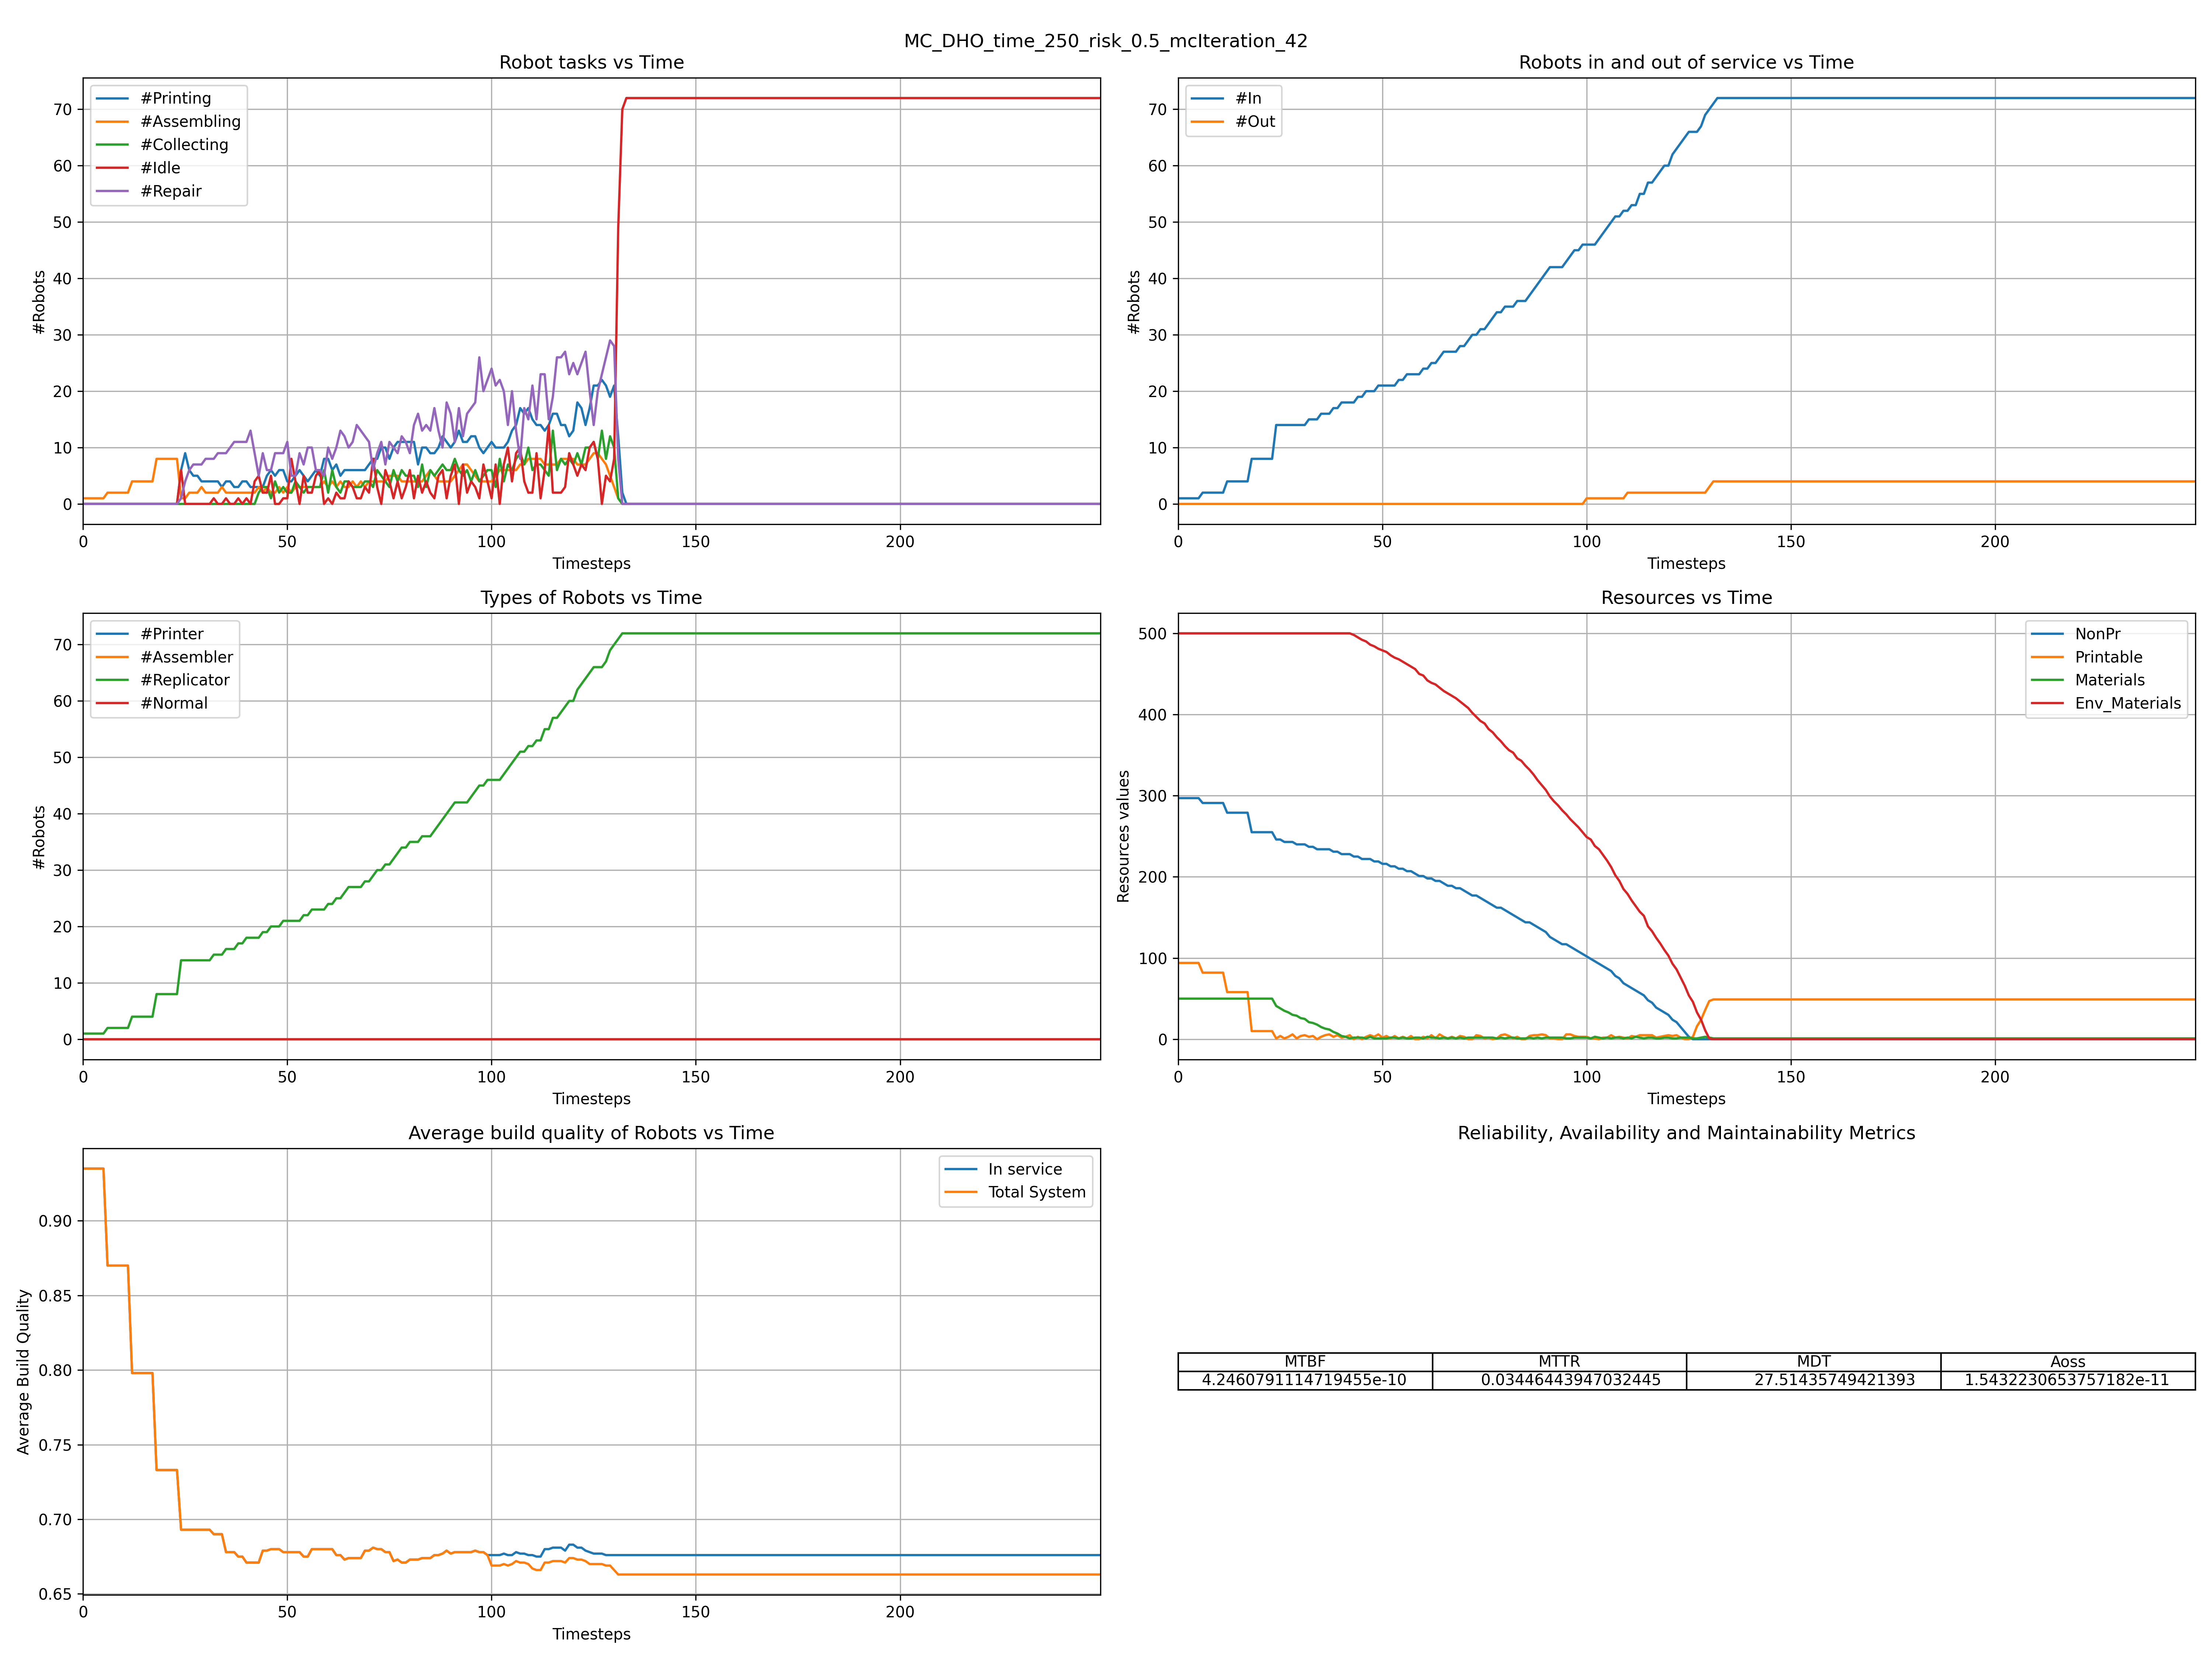 MC_DHO_time_250_risk_0.5_mcIteration_42
Robot tasks vs Time
#Printing
#Assembling
#Collecting
#Idle
#Repair
#Robots
70
60
50
40
30
20
10
0
0 50 100 150 200
Timesteps
Robots in and out of service vs Time
#In
#Out
#Robots
70
60
50
40
30
20
10
0
0 50 100 150 200
Timesteps
Types of Robots vs Time
#Printer
#Assembler
#Replicator
#Normal
#Robots
70
60
50
40
30
20
10
0
0 50 100 150 200
Timesteps
Resources vs Time
NonPr
Printable
Materials
Env_Materials
Resources values
500
400
300
200
100
0
0 50 100 150 200
Timesteps
Average build quality of Robots vs Time
In service
Total System
Average Build Quality
0.90
0.85
0.80
0.75
0.70
0.65
0 50 100 150 200
Timesteps
Reliability, Availability and Maintainability Metrics
MTBF MTTR MDT Aoss
4.2460791114719455e-10 0.03446443947032445 27.51435749421393 1.5432230653757182e-11